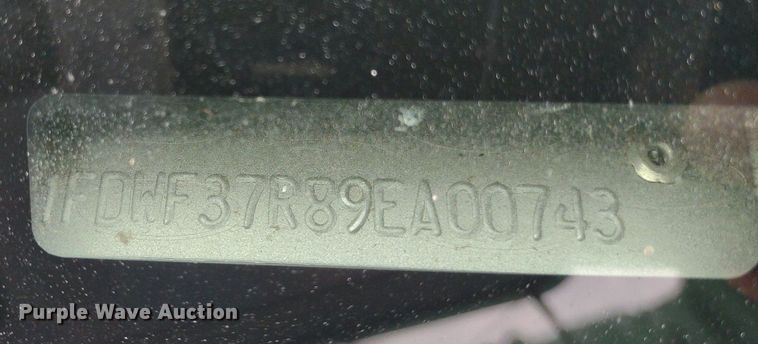 1FDWF37R89EA00743
Purple Wave Auction